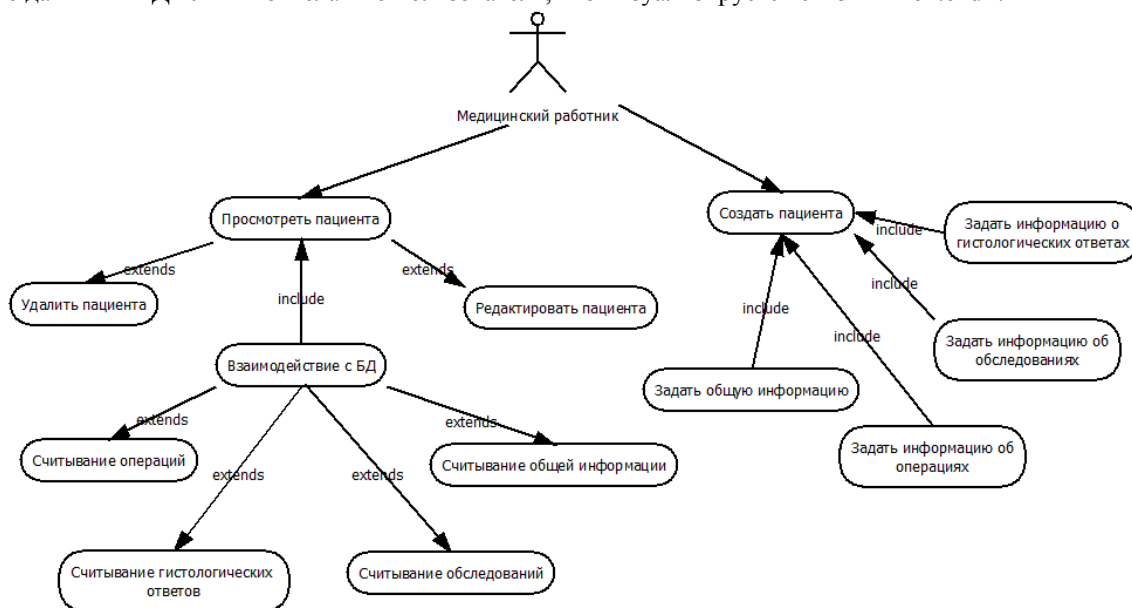 Медицинский работник
Просмотреть пациента
Создать пациента
Задать информацию о
гистологических ответах
include
extends
extends
include
include
Удалить пациента
include
Редактировать пациента
include
include
Взаимодействие с БД
Задать информацию об
обследованиях
Задать общую информацию
extends
extends
extends
extends
Считывание операций
Считывание общей информации
Задать информацию об
операциях
Считывание гистологических
ответов
Считывание обследований